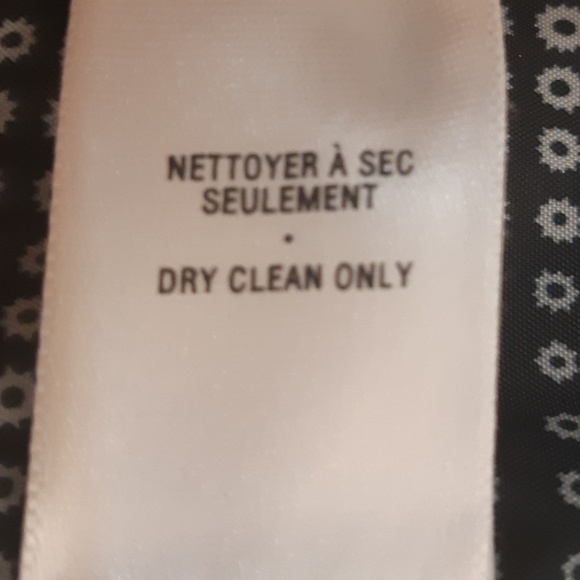 NETTOYER À SEC
SEULEMENT
•
DRY CLEAN ONLY